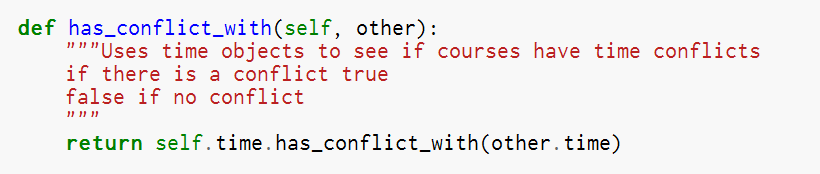 def has_conflict_with(self, other):
    """Uses time objects to see if courses have time conflicts
    if there is a conflict true
    false if no conflict
    """
    return self.time.has_conflict_with(other.time)